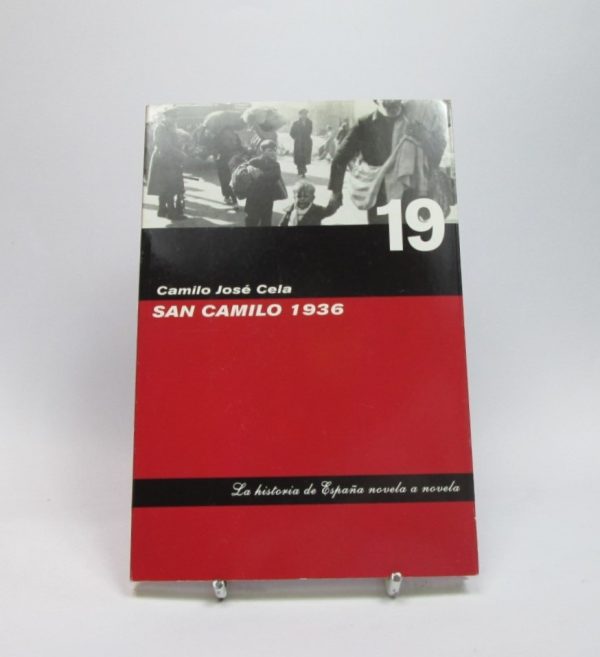 19
Camilo José Cela
SAN CAMILO 1936
La historia de España novela a novela